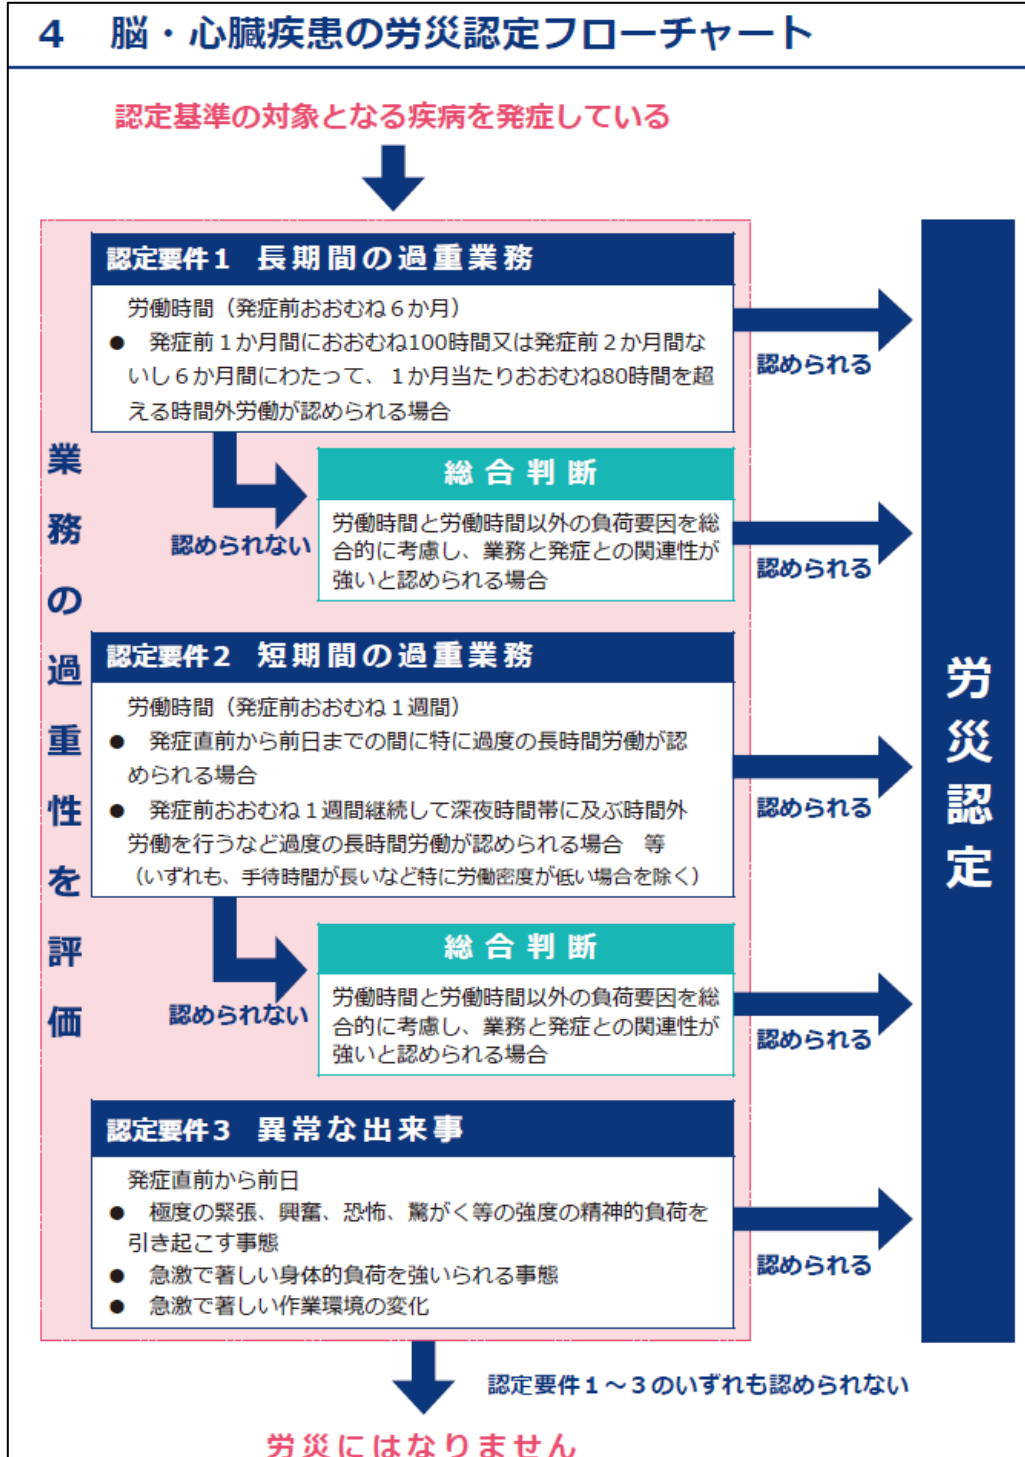 4 脳・心臓疾患の労災認定フローチャート
認定基準の対象となる疾病を発症している
業務の過重性を評価
認定要件1 長期間の過重業務
労働時間（発症前おおむね６か月）
● 発症前１か月間におおむね100時間又は発症前２か月間な
いし６か月間にわたって、１か月当たりおおむね80時間を超
える時間外労働が認められる場合
認められる
認められない
総合判断
労働時間と労働時間以外の負荷要因を総
合的に考慮し、業務と発症との関連性が
強いと認められる場合
認められる
認定要件2 短期間の過重業務
労働時間（発症前おおむね１週間）
● 発症直前から前日までの間に特に過度の長時間労働が認
められる場合
● 発症前おおむね１週間継続して深夜時間帯に及ぶ時間外
労働を行うなど過度の長時間労働が認められる場合 等
（いずれも、手待時間が長いなど特に労働密度が低い場合を除く）
認められる
認められない
総合判断
労働時間と労働時間以外の負荷要因を総
合的に考慮し、業務と発症との関連性が
強いと認められる場合
認められる
認定要件3 異常な出来事
発症直前から前日
● 極度の緊張、興奮、恐怖、驚がく等の強度の精神的負荷を
引き起こす事態
● 急激で著しい身体的負荷を強いられる事態
● 急激で著しい作業環境の変化
認められる
労災認定
認定要件１～３のいずれも認められない
労災にはなりません